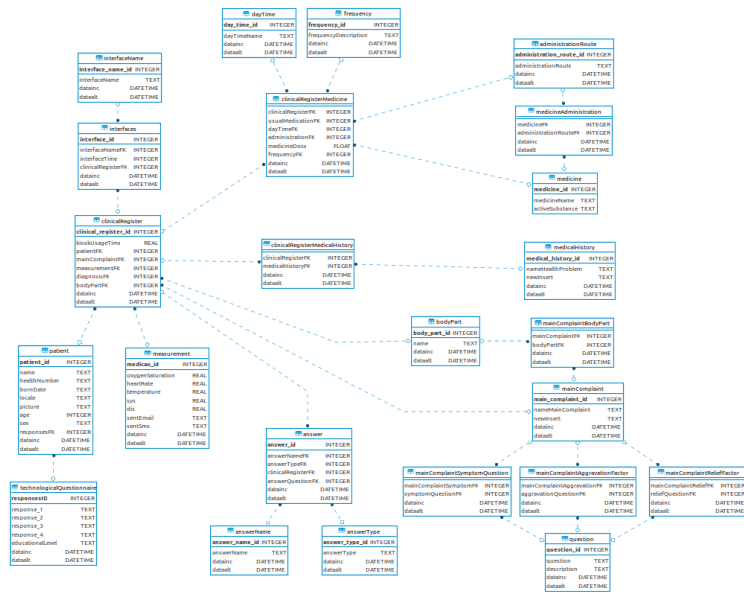 dayTime
day_time_id INTEGER
dayTimeName TEXT
datainc DATETIME
dataalt DATETIME
frequency
frequency_id INTEGER
frequencyDescription TEXT
datainc DATETIME
dataalt DATETIME
administrationRoute
administration_route_id INTEGER
administrationRoute TEXT
datainc DATETIME
dataalt DATETIME
interfaceName
interface_name_id INTEGER
interfaceName TEXT
datainc DATETIME
dataalt DATETIME
clinicalRegisterMedicine
clinicalRegisterFK INTEGER
usualMedicationFK INTEGER
dayTimeFK INTEGER
administrationFK INTEGER
medicineDose FLOAT
frequencyFK INTEGER
datainc DATETIME
dataalt DATETIME
medicineAdministration
medicineFK INTEGER
administrationRouteFK INTEGER
datainc DATETIME
dataalt DATETIME
interfaces
interface_id INTEGER
interfaceNameFK INTEGER
interfaceTime INTEGER
clinicalRegisterFK INTEGER
datainc DATETIME
dataalt DATETIME
medicine
medicine_id INTEGER
medicineName TEXT
activeSubstance TEXT
clinicalRegister
clinical_register_id INTEGER
kioskUsageTime REAL
patientFK INTEGER
mainComplaintFK INTEGER
measurementFK INTEGER
diagnosisFK INTEGER
bodyPartFK INTEGER
datainc DATETIME
dataalt DATETIME
clinicalRegisterMedicalHistory
clinicalRegisterFK INTEGER
medicalHistoryFK INTEGER
datainc DATETIME
dataalt DATETIME
medicalHistory
medical_history_id INTEGER
nameHealthProblem TEXT
newInsert TEXT
datainc DATETIME
dataalt DATETIME
bodyPart
body_part_id INTEGER
name TEXT
datainc DATETIME
dataalt DATETIME
mainComplaintBodyPart
mainComplaintFK INTEGER
bodyPartFK INTEGER
datainc DATETIME
dataalt DATETIME
patient
patient_id INTEGER
name TEXT
healthNumber TEXT
bornDate TEXT
locale TEXT
picture TEXT
age INTEGER
sex TEXT
responsesFK INTEGER
datainc DATETIME
dataalt DATETIME
measurement
medicao_id INTEGER
oxygenSaturation REAL
heartRate REAL
temperature REAL
sys REAL
dis REAL
sentEmail TEXT
sentSms TEXT
datainc DATETIME
dataalt DATETIME
mainComplaint
main_complaint_id INTEGER
nameMainComplaint TEXT
newInsert TEXT
datainc DATETIME
dataalt DATETIME
answer
answer_id INTEGER
answerNameFK INTEGER
answerTypeFK INTEGER
clinicalRegisterFK INTEGER
answerQuestionFK INTEGER
datainc DATETIME
dataalt DATETIME
mainComplaintSymptomQuestion
mainComplaintSymptomFK INTEGER
symptomQuestionFK INTEGER
datainc DATETIME
dataalt DATETIME
mainComplaintAggravationFactor
mainComplaintAggravationFK INTEGER
aggravationQuestionFK INTEGER
datainc DATETIME
dataalt DATETIME
mainComplaintReliefFactor
mainComplaintReliefFK INTEGER
reliefQuestionFK INTEGER
datainc DATETIME
dataalt DATETIME
technologicalQuestionnaire
responsesID INTEGER
response_1 TEXT
response_2 TEXT
response_3 TEXT
response_4 TEXT
educationalLevel TEXT
datainc DATETIME
dataalt DATETIME
answerName
answer_name_id INTEGER
answerName TEXT
datainc DATETIME
dataalt DATETIME
answerType
answer_type_id INTEGER
answerType TEXT
datainc DATETIME
dataalt DATETIME
question
question_id INTEGER
question TEXT
description TEXT
datainc DATETIME
dataalt DATETIME